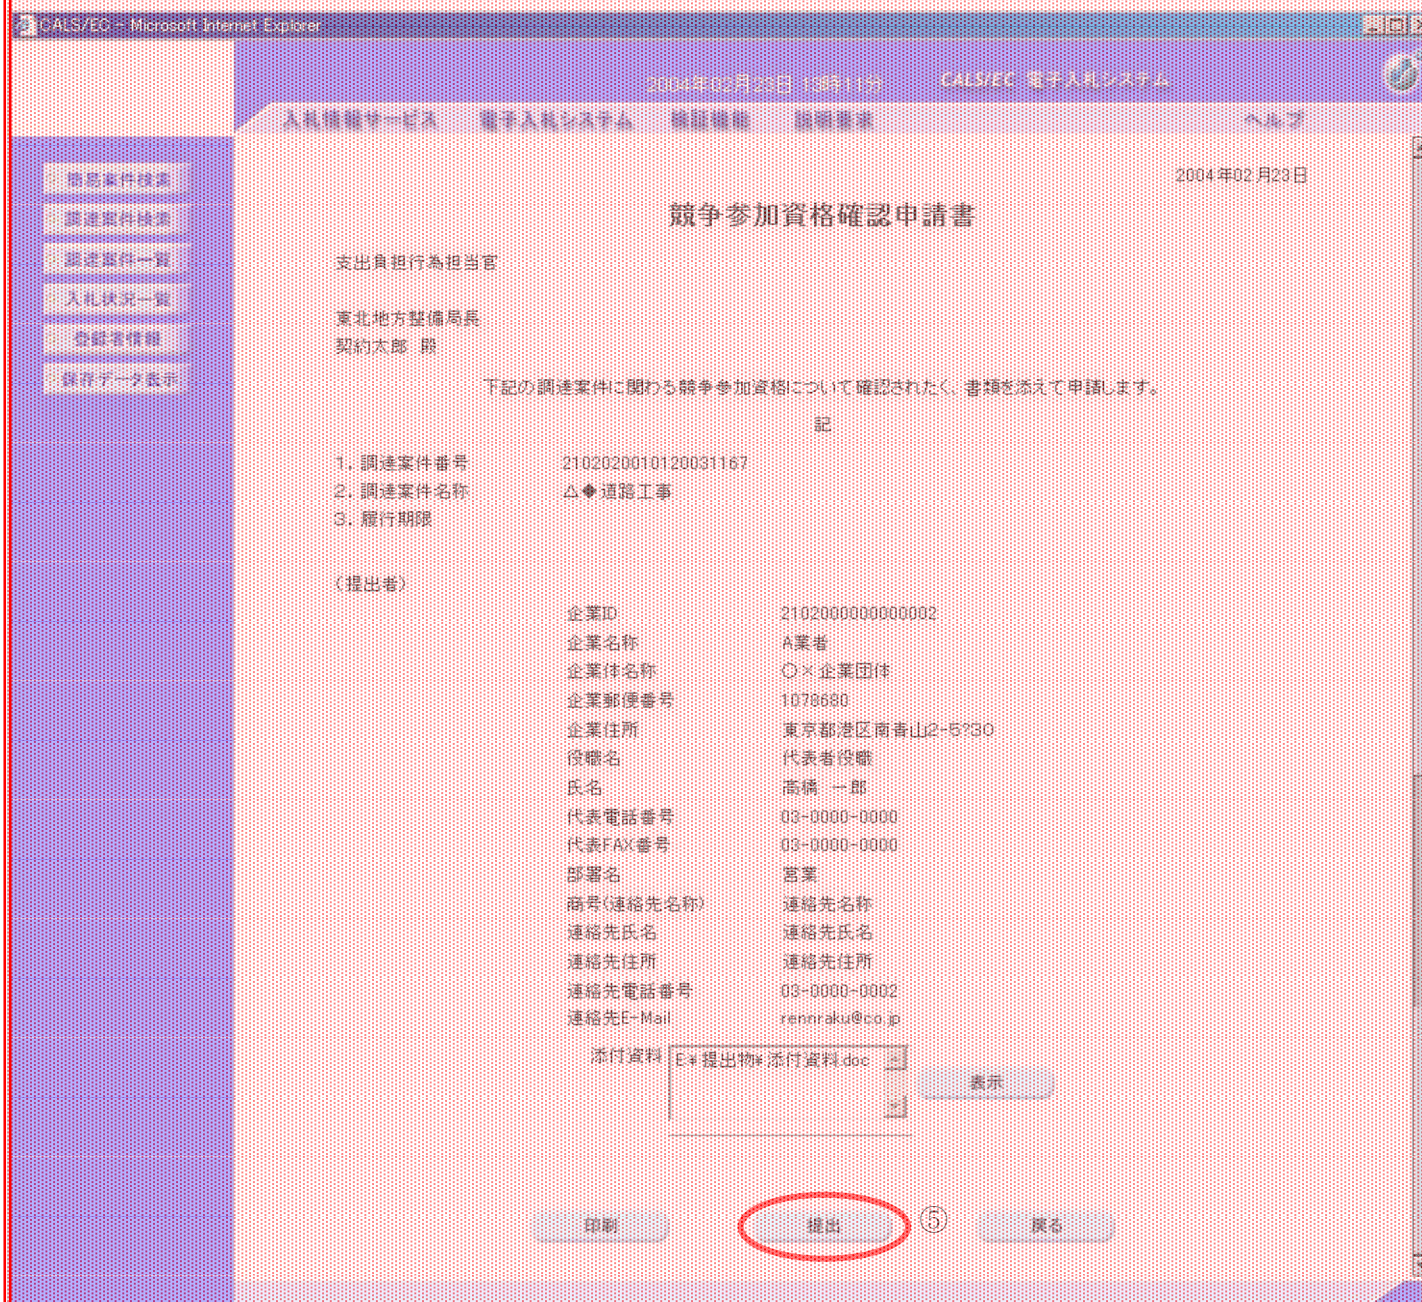 CALS/EC - Microsoft Internet Explorer
2004年02月23日 13時11分 CALS/EC 電子入札システム
入札情報サービス 電子入札システム 検証機能 説明要求 ヘルプ
簡易案件検索
調達案件検索
調達案件一覧
入札状況一覧
登録者情報
保存データ表示
2004年02月23日
競争参加資格確認申請書
支出負担行為担当官
東北地方整備局長
契約太郎 殿
下記の調達案件に関わる競争参加資格について確認されたく、書類を添えて申請します。
記
1. 調達案件番号 2102020010120031167
2. 調達案件名称 △◆道路工事
3. 履行期限
(提出者)
企業ID 2102000000000002
企業名称 A業者
企業体名称 ○×企業団体
企業郵便番号 1078680
企業住所 東京都港区南青山2-5?30
役職名 代表者役職
氏名 高橋 一郎
代表電話番号 03-0000-0000
代表FAX番号 03-0000-0000
部署名 営業
商号(連絡先名称) 連絡先名称
連絡先氏名 連絡先氏名
連絡先住所 連絡先住所
連絡先電話番号 03-0000-0002
連絡先E-Mail rennraku@co.jp
添付資料 E:¥提出物¥添付資料.doc
表示
印刷 提出 ⑤ 戻る